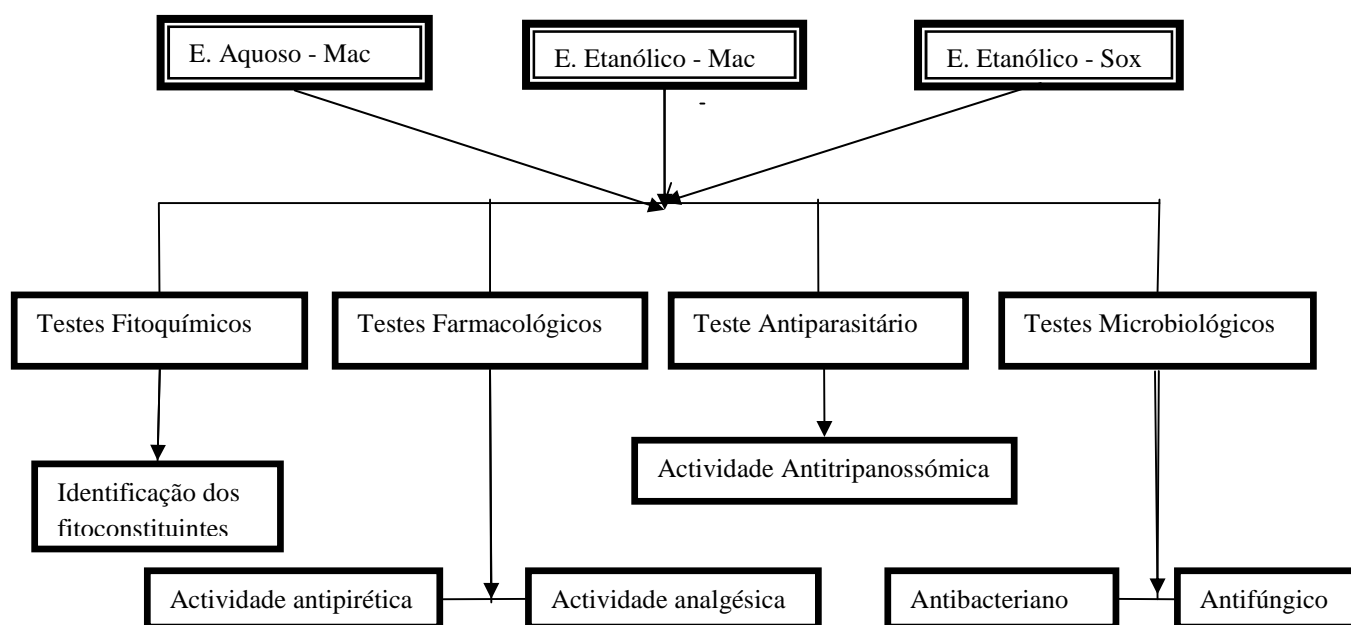 E. Aquoso - Mac
E. Etanólico - Mac
E. Etanólico - Sox
-
Testes Fitoquímicos
Testes Farmacológicos
Teste Antiparasitário
Testes Microbiológicos
Actividade Antitripanossómica
Identificação dos
fitoconstituintes
Actividade antipirética
Actividade analgésica
Antibacteriano
Antifúngico